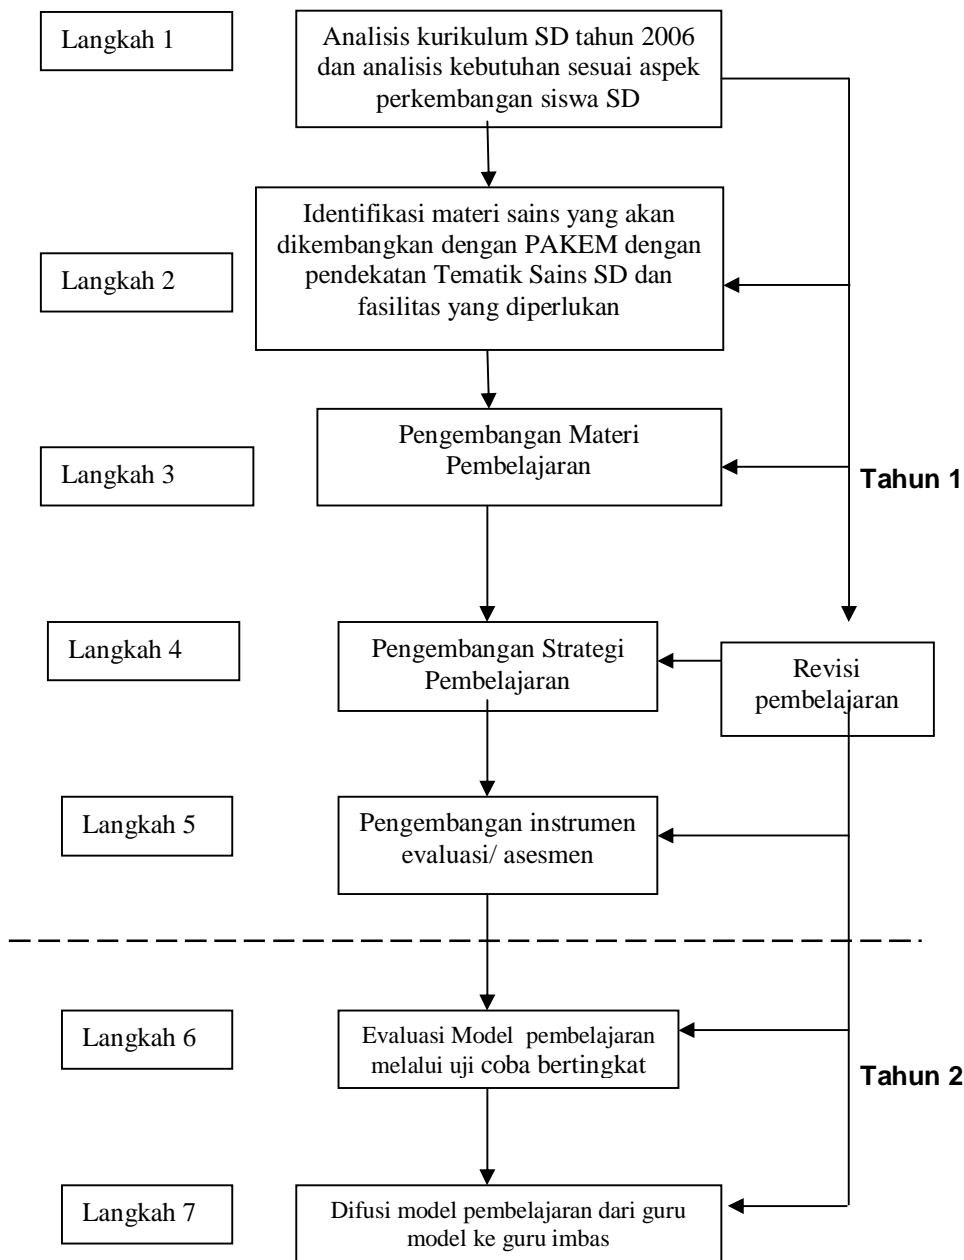 Langkah 1
Analisis kurikulum SD tahun 2006
dan analisis kebutuhan sesuai aspek
perkembangan siswa SD
Langkah 2
Identifikasi materi sains yang akan
dikembangkan dengan PAKEM dengan
pendekatan Tematik Sains SD dan
fasilitas yang diperlukan
Langkah 3
Pengembangan Materi
Pembelajaran
Tahun 1
Langkah 4
Pengembangan Strategi
Pembelajaran
Revisi
pembelajaran
Langkah 5
Pengembangan instrumen
evaluasi/ asesmen
Langkah 6
Evaluasi Model  pembelajaran
melalui uji coba bertingkat
Tahun 2
Langkah 7
Difusi model pembelajaran dari guru
model ke guru imbas